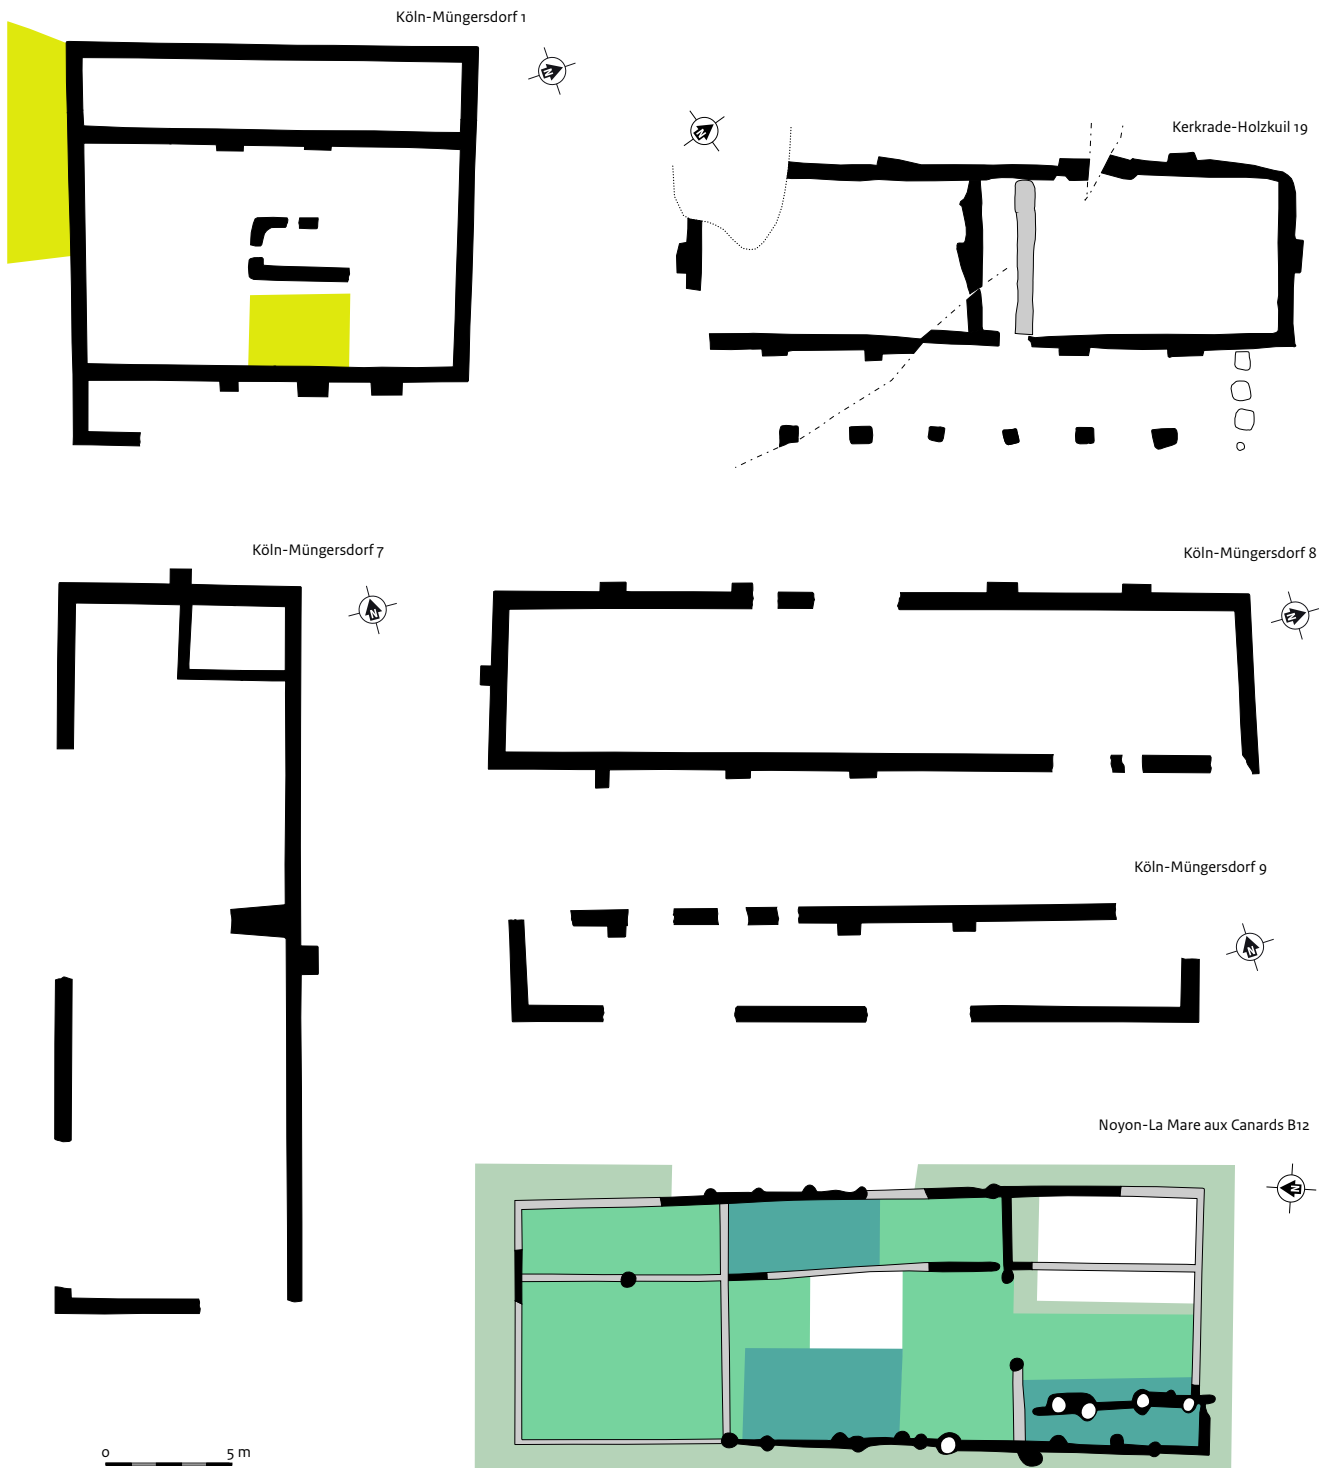 Köln-Müngersdorf 1
N
Kerkrade-Holzkuil 19
N
Köln-Müngersdorf 7
N
Köln-Müngersdorf 8
N
Köln-Müngersdorf 9
N
Noyon-La Mare aux Canards B12
N
0 5 m